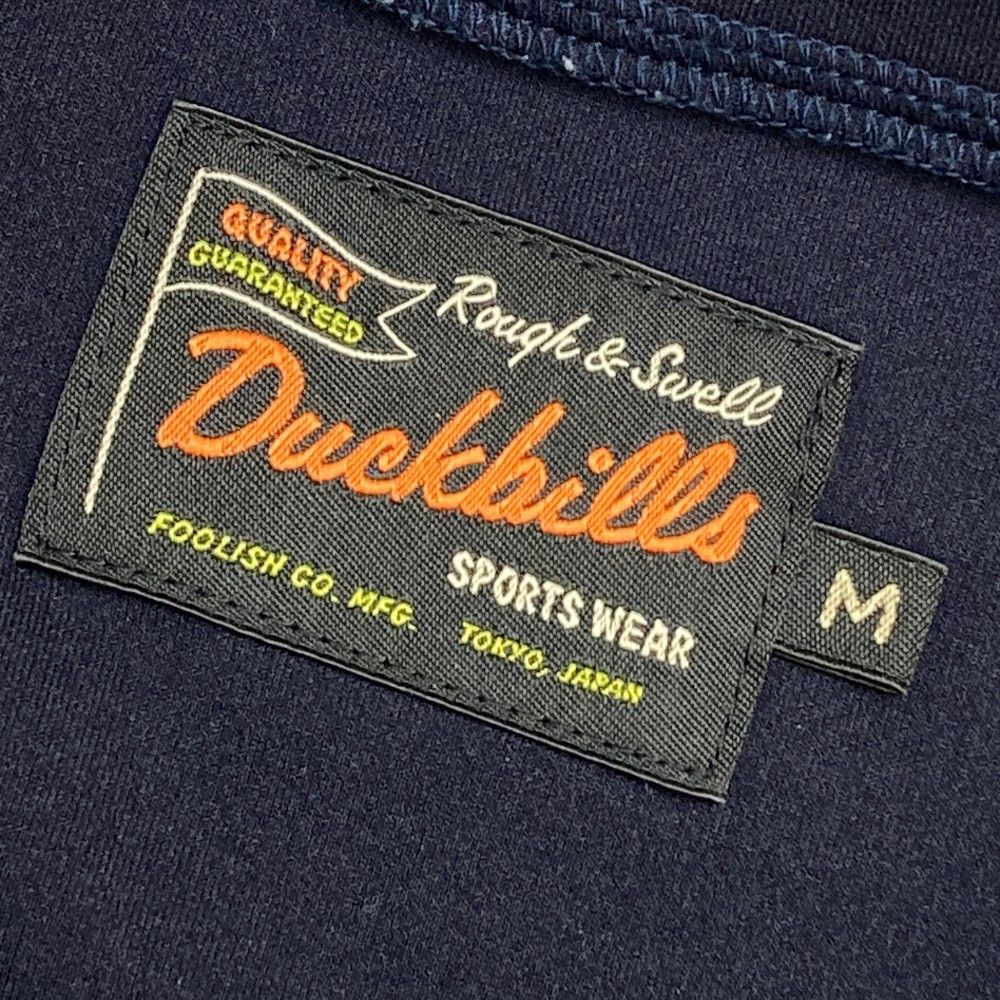 QUALITY
GUARANTEED
Rough & Swell
Duckbills
SPORTS WEAR
FOOLISH CO. MFG. TOKYO, JAPAN
M